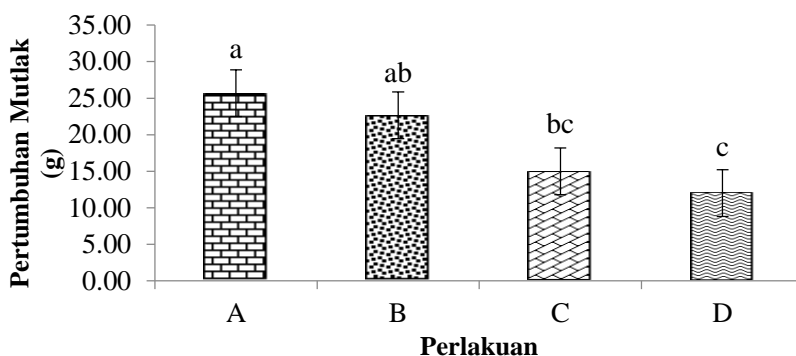 35.00
30.00
25.00
20.00
15.00
10.00
5.00
0.00
Pertumbuhan Mutlak
(g)
a
ab
bc
c
A B C D
Perlakuan